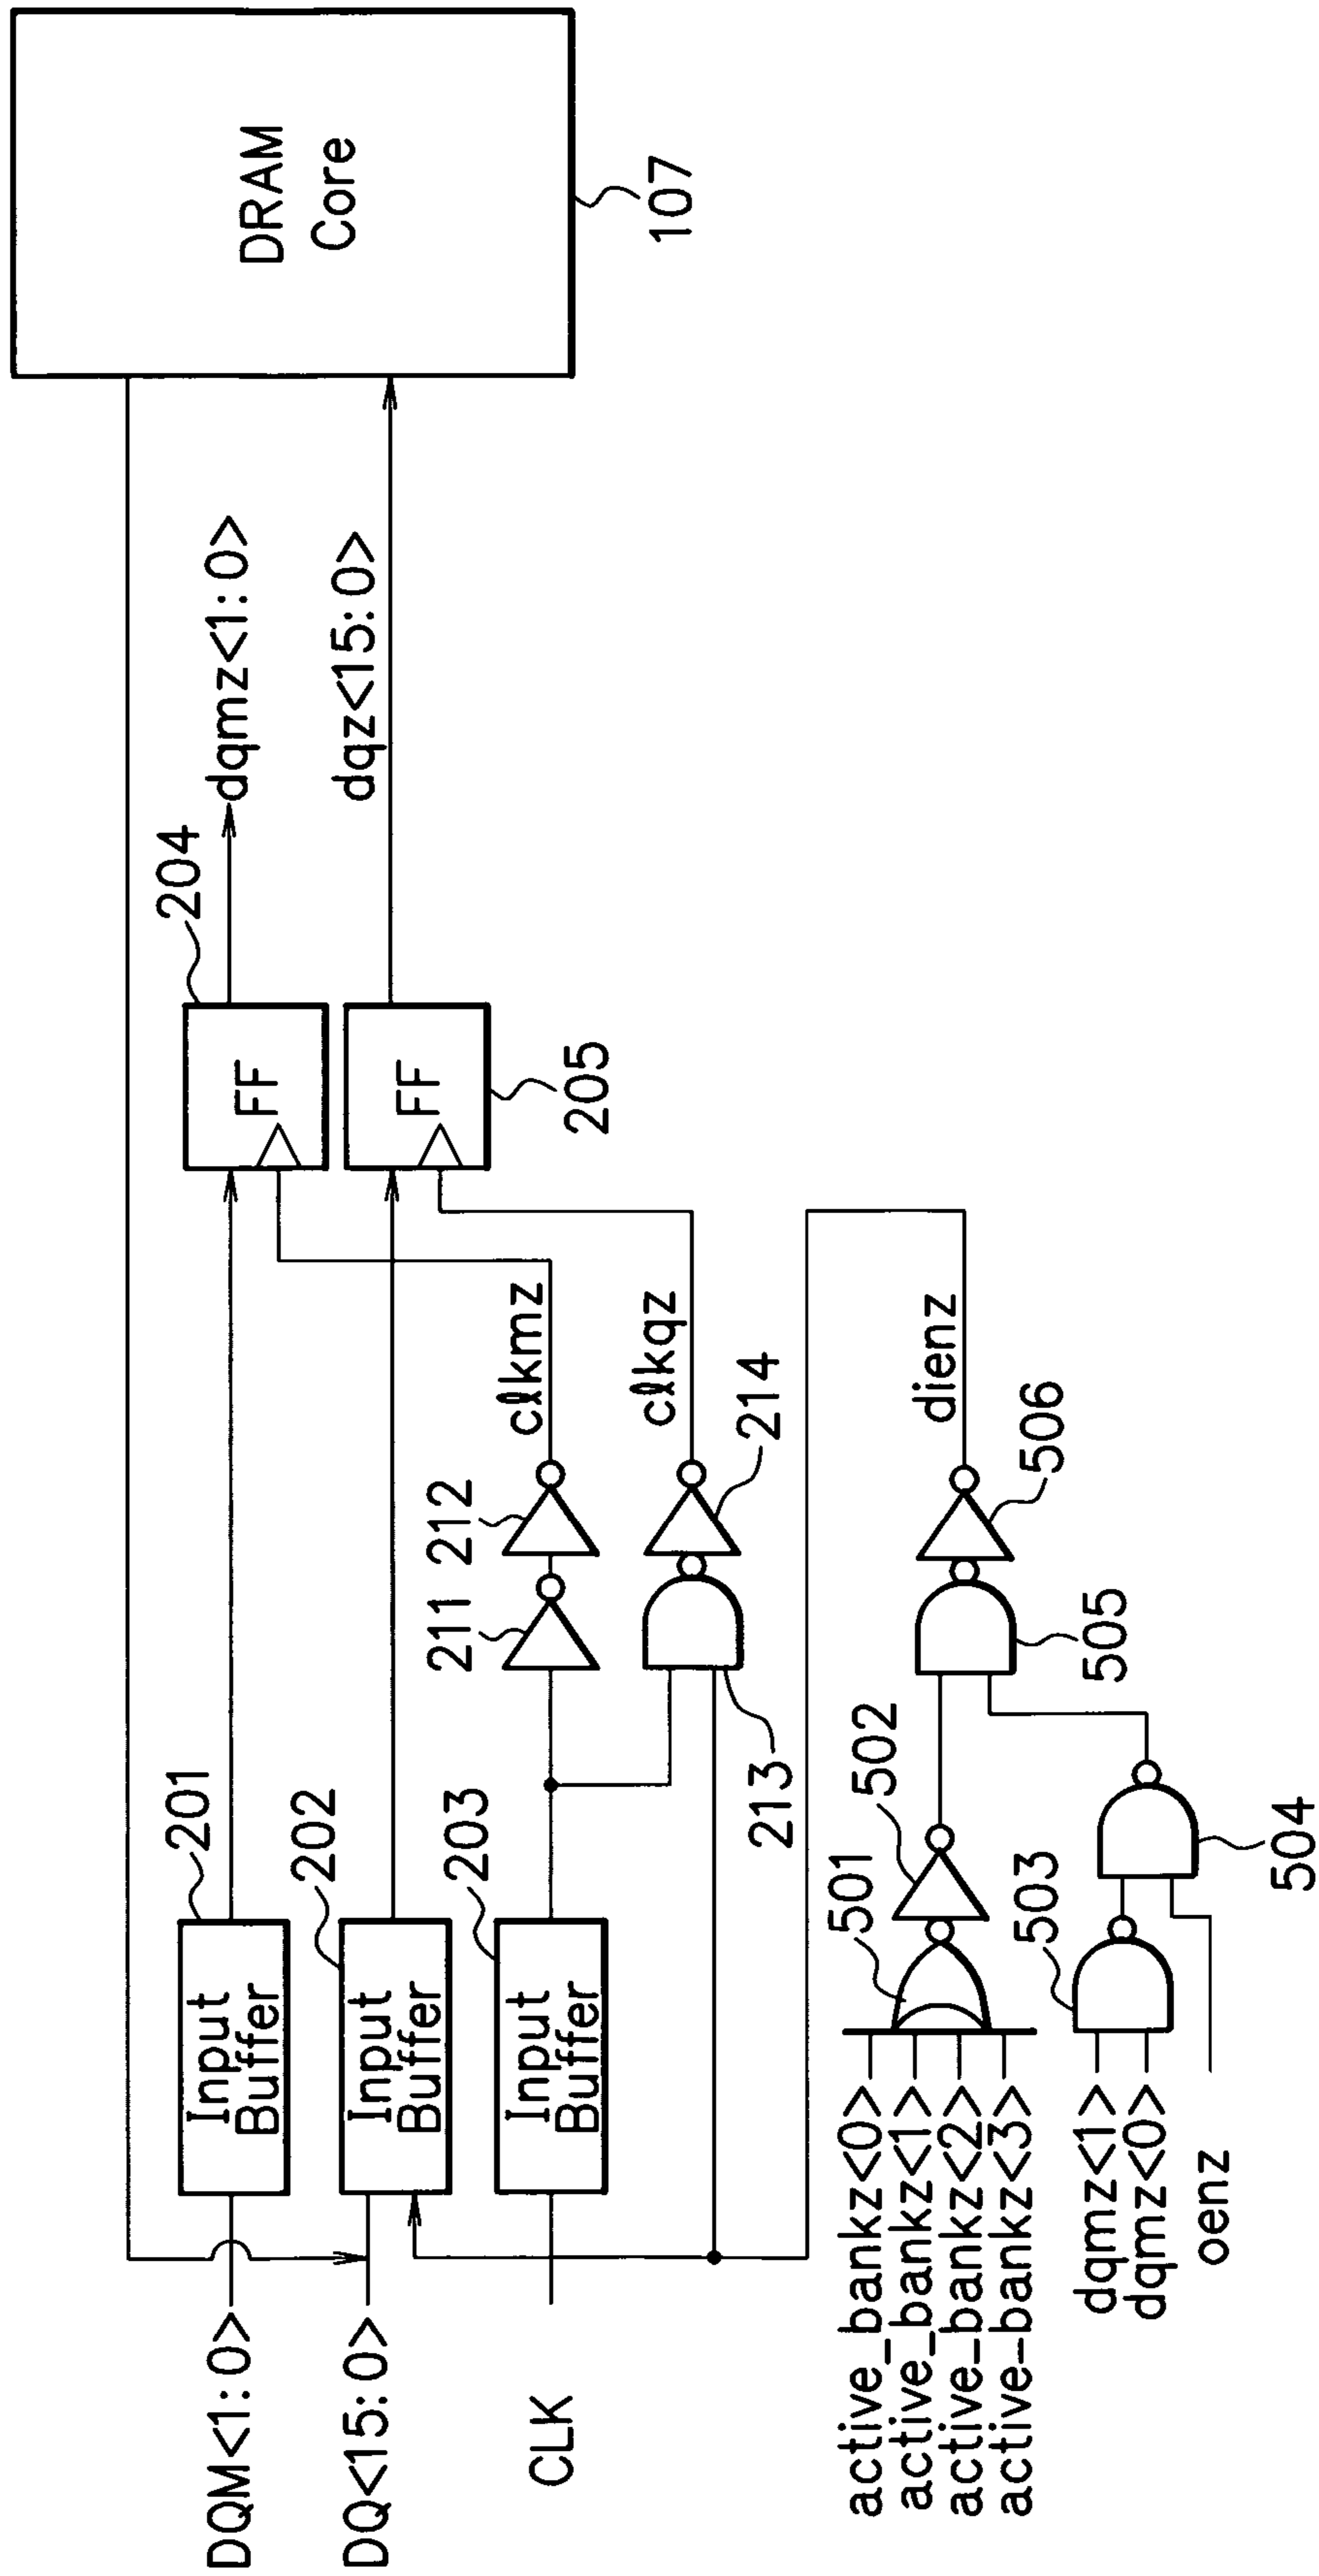 DRAM
Core
107
dqmz<1:0>
dqz<15:0>
204
FF
FF
205
clkmz
clkqz
dienz
211
212
213
214
506
505
201
Input
Buffer
202
Input
Buffer
203
Input
Buffer
501
502
503
504
DQM<1:0>
DQ<15:0>
CLK
active_bankz<0>
active_bankz<1>
active_bankz<2>
active_bankz<3>
dqmz<1>
dqmz<0>
oenz